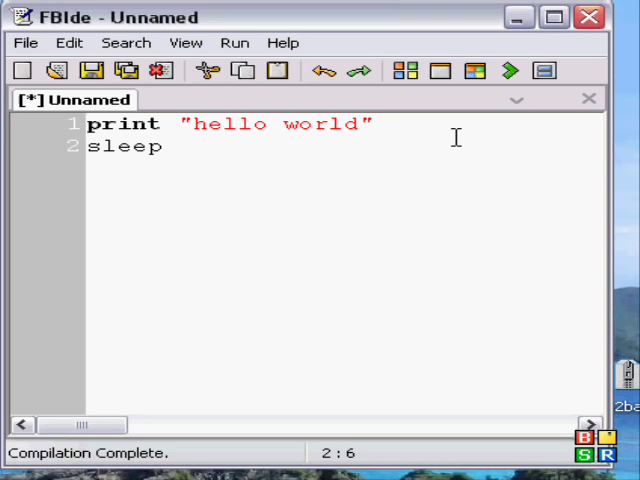 FBIde - Unnamed
File Edit Search View Run Help
[*] Unnamed
1 print "hello world"
2 sleep
Compilation Complete. 2 : 6
2ba
B
S R